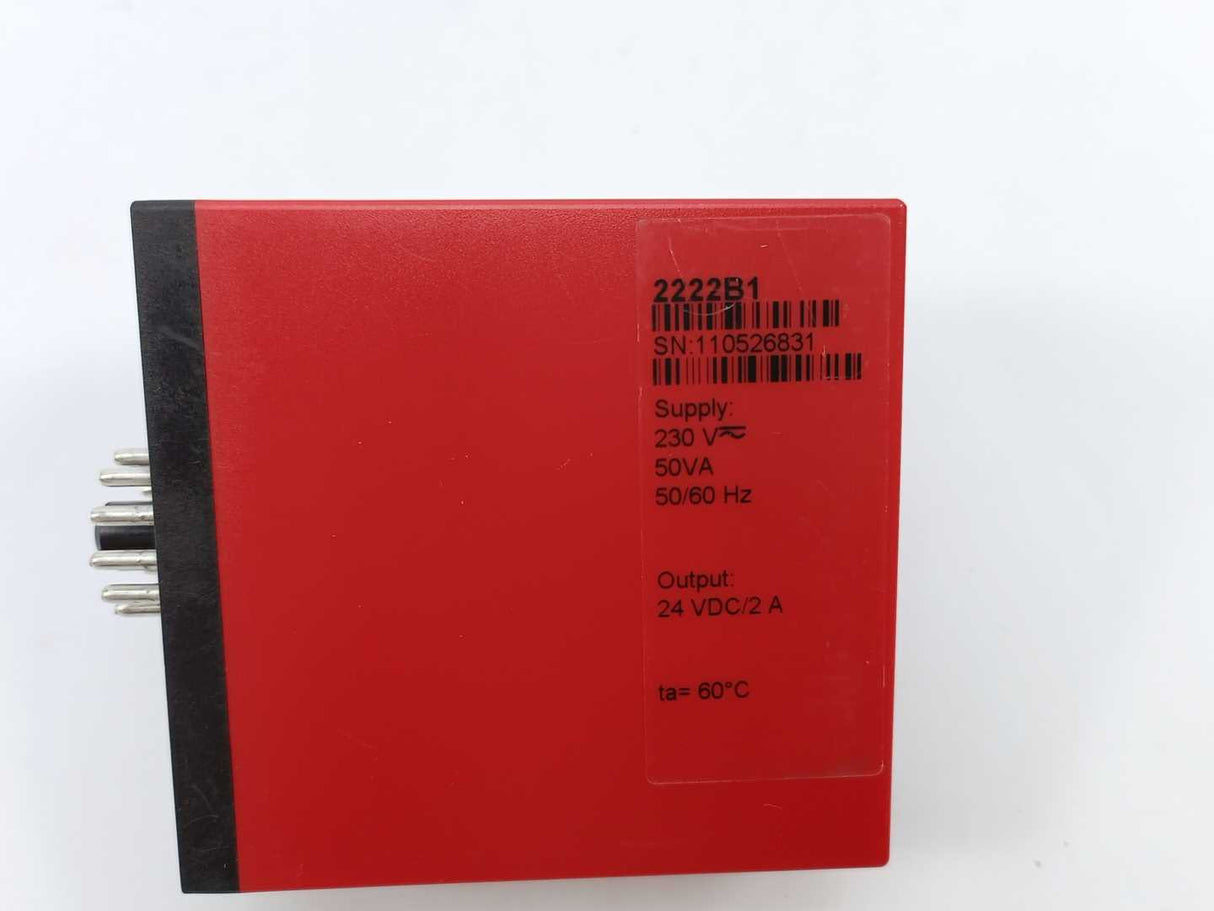 2222B1
SN:110526831
Supply:
230 V⏦
50VA
50/60 Hz
Output:
24 VDC/2 A
ta= 60°C